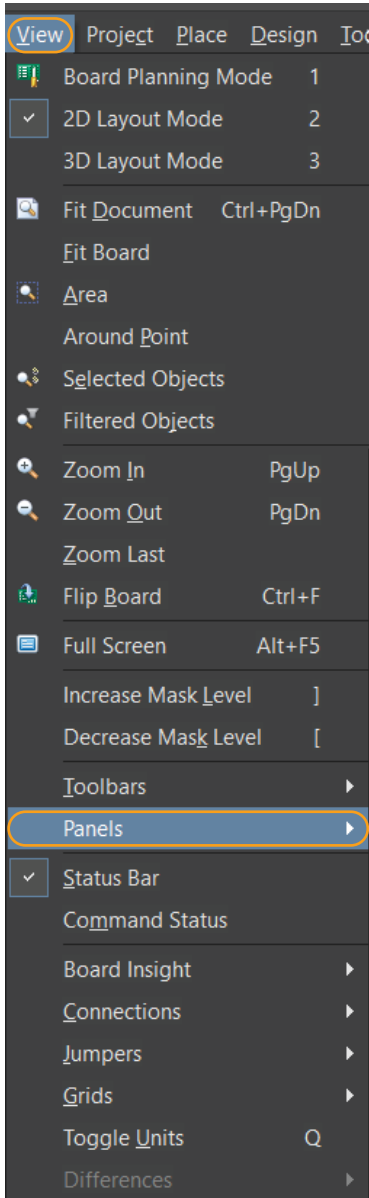 View Project Place Design
Board Planning Mode 1
2D Layout Mode 2
3D Layout Mode 3
Fit Document Ctrl+PgDn
Fit Board
Area
Around Point
Selected Objects
Filtered Objects
Zoom In PgUp
Zoom Out PgDn
Zoom Last
Flip Board Ctrl+F
Full Screen Alt+F5
Increase Mask Level ]
Decrease Mask Level [
Toolbars
Panels
Status Bar
Command Status
Board Insight
Connections
Jumpers
Grids
Toggle Units Q
Differences